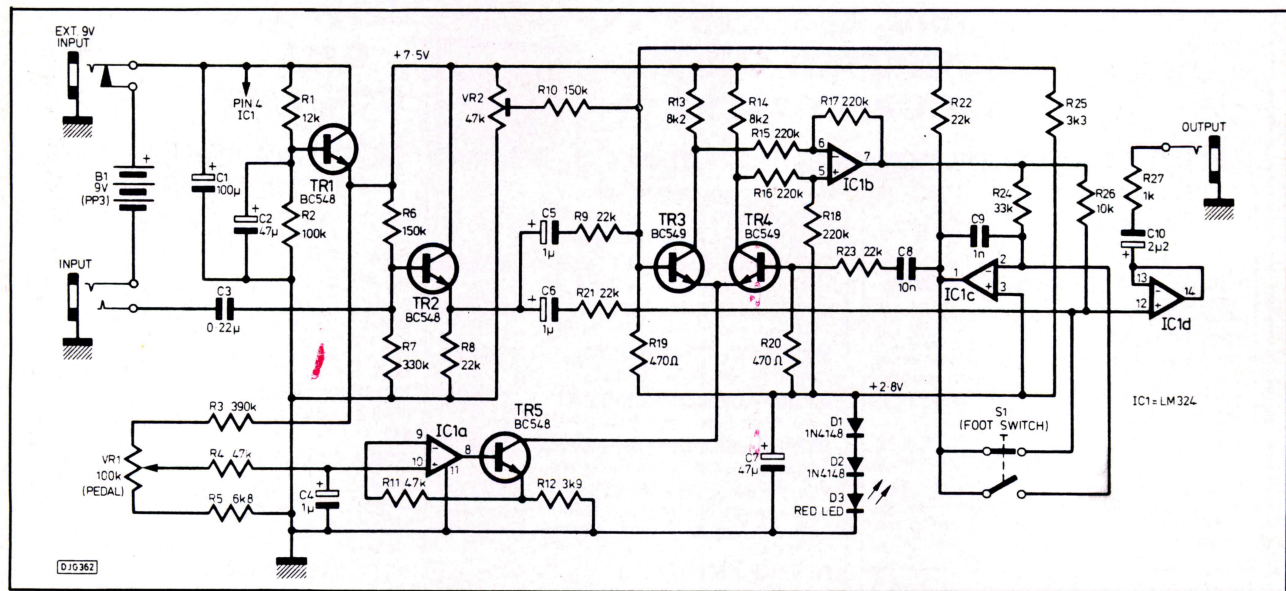 EXT. 9V
INPUT
PIN 4
IC1
R1
12k
+7·5V
VR2
47k
R10 150k
R13
8k2
R14
8k2
R17 220k
R15 220k
R16 220k
6
5
7
IC1b
R22
22k
R25
3k3
OUTPUT
B1
9V
(PP3)
+
C1
100µ
+
C2
47µ
+
TR1
BC548
R2
100k
R6
150k
C5
1µ
+
R9 22k
TR2
BC548
C6
1µ
+
R21 22k
TR3
BC549
TR4
BC549
R18
220k
R23 22k
C8
10n
R24
33k
C9
1n
R26
10k
R27
1k
C10
2µ2
+
1
2
3
IC1c
13
12
14
IC1d
INPUT
C3
0·22µ
R7
330k
R8
22k
R19
470Ω
R20
470Ω
+2·8V
IC1=LM324
S1
(FOOT SWITCH)
R3 390k
VR1
100k
(PEDAL)
R4 47k
R5 6k8
C4
1µ
+
IC1a
9
10
8
11
R11 47k
TR5
BC548
R12 3k9
C7
47µ
+
D1
1N4148
D2
1N4148
D3
RED LED
DJG362